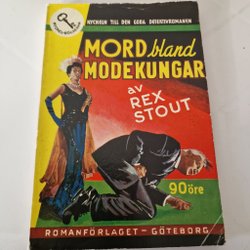 NYCKELN TILL DEN GODA DETEKTIVROMANEN
MORD bland
MODEKUNGAR
av
REX
STOUT
90 öre
ROMANFÖRLAGET – GÖTEBORG